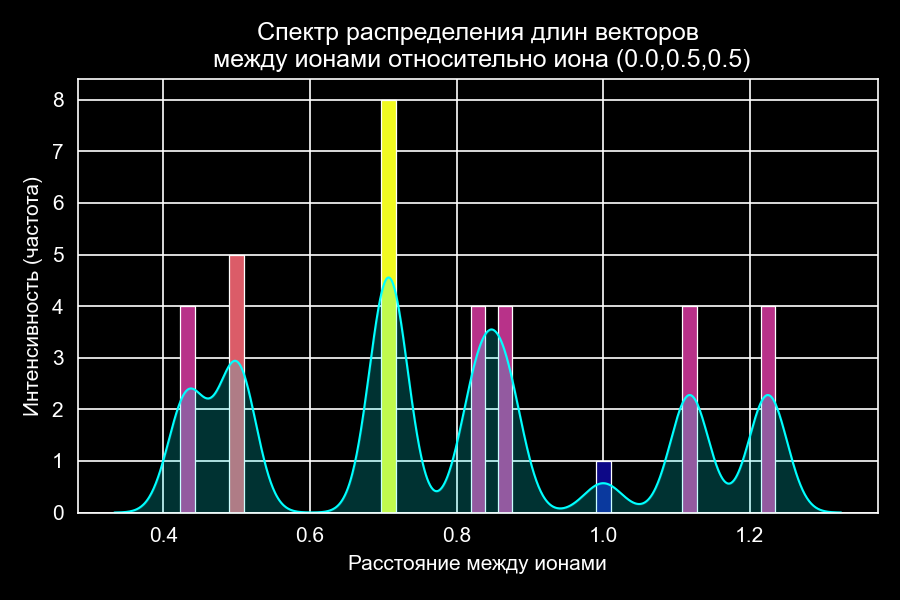 Спектр распределения длин векторов
между ионами относительно иона (0.0,0.5,0.5)
Интенсивность (частота)
8
7
6
5
4
3
2
1
0
0.4 0.6 0.8 1.0 1.2
Расстояние между ионами